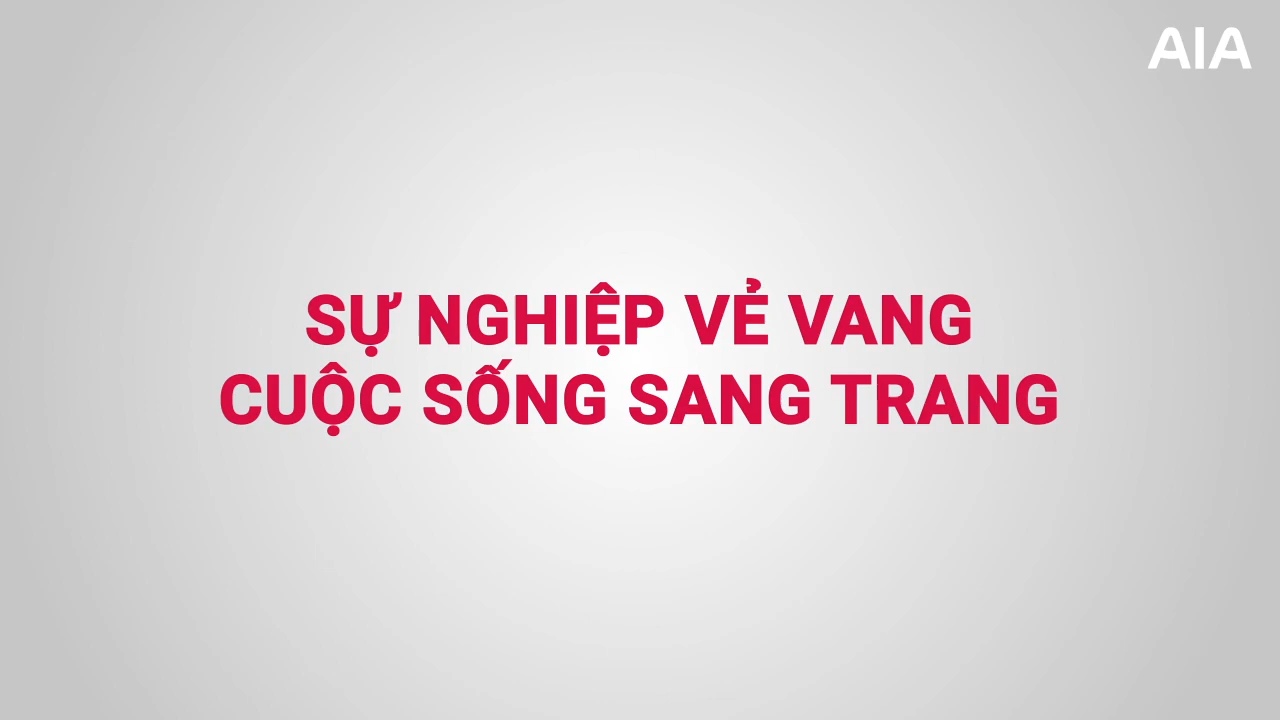 AIA
SỰ NGHIỆP VẺ VANG
CUỘC SỐNG SANG TRANG